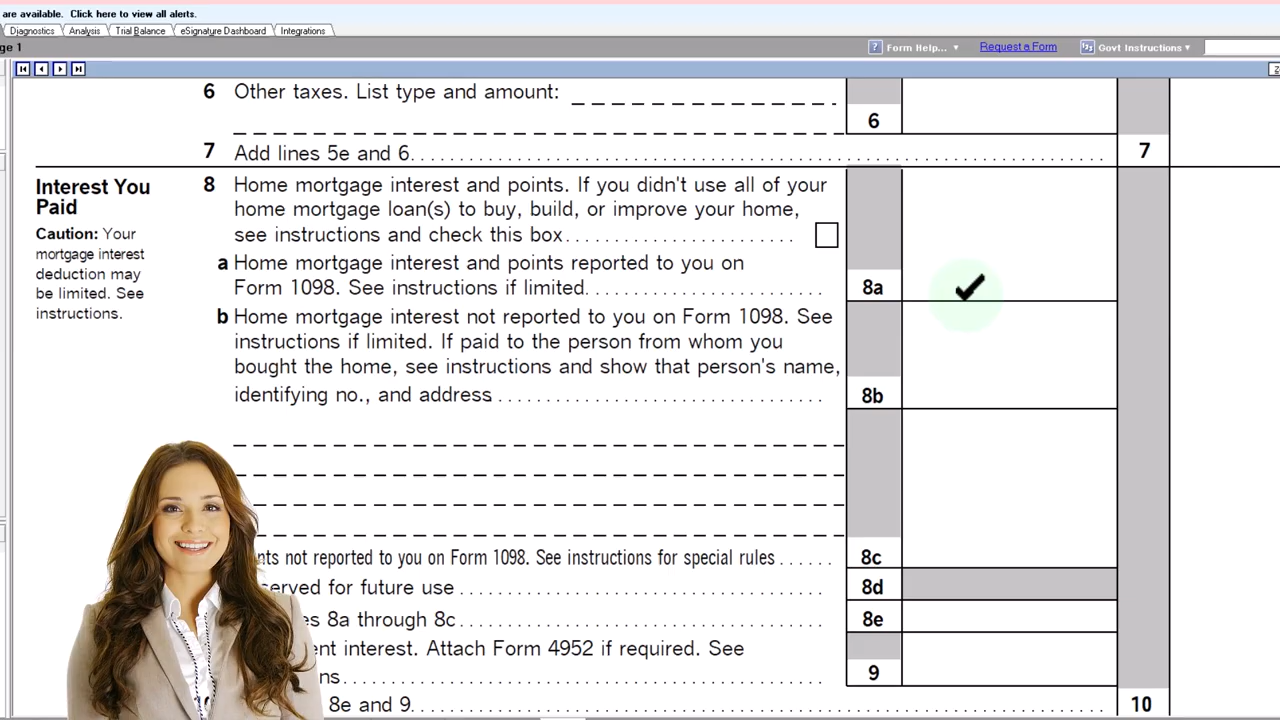 are available. Click here to view all alerts.
Diagnostics Analysis Trial Balance eSignature Dashboard Integrations
ge 1 ? Form Help... Request a Form Govt Instructions
6 Other taxes. List type and amount:
6
7 Add lines 5e and 6 7
Interest You Paid
Caution: Your
mortgage interest
deduction may
be limited. See
instructions.
8 Home mortgage interest and points. If you didn't use all of your
home mortgage loan(s) to buy, build, or improve your home,
see instructions and check this box
a Home mortgage interest and points reported to you on
Form 1098. See instructions if limited. 8a
b Home mortgage interest not reported to you on Form 1098. See
instructions if limited. If paid to the person from whom you
bought the home, see instructions and show that person's name,
identifying no., and address 8b
nts not reported to you on Form 1098. See instructions for special rules 8c
served for future use 8d
es 8a through 8c 8e
ent interest. Attach Form 4952 if required. See
ns 9
8e and 9 10